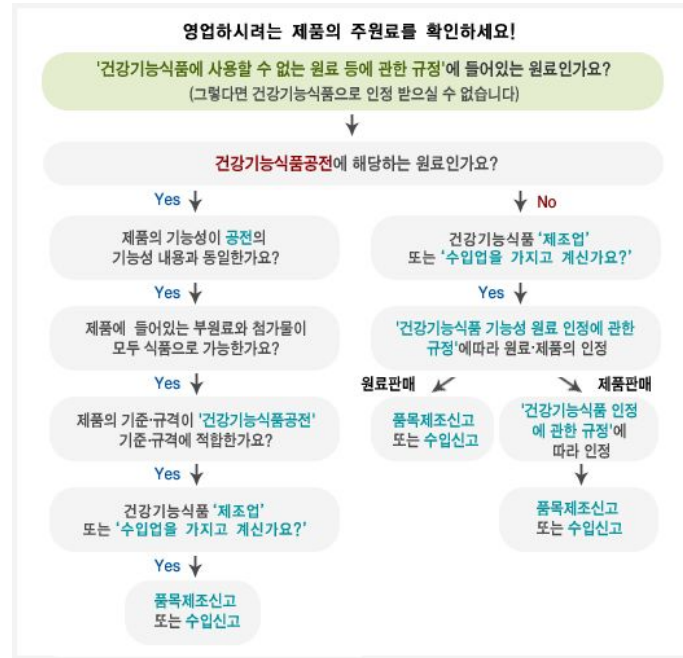 영업하시려는 제품의 주원료를 확인하세요!
'건강기능식품에 사용할 수 없는 원료 등에 관한 규정'에 들어있는 원료인가요?
(그렇다면 건강기능식품으로 인정 받으실 수 없습니다)
건강기능식품공전에 해당하는 원료인가요?
Yes
제품의 기능성이 공전의
기능성 내용과 동일한가요?
Yes
제품에 들어있는 부원료와 첨가물이
모두 식품으로 가능한가요?
Yes
제품의 기준·규격이 '건강기능식품공전'
기준·규격에 적합한가요?
Yes
건강기능식품 '제조업'
또는 '수입업을 가지고 계신가요?'
Yes
품목제조신고
또는 수입신고
No
건강기능식품 '제조업'
또는 '수입업을 가지고 계신가요?'
Yes
'건강기능식품 기능성 원료 인정에 관한
규정'에따라 원료·제품의 인정
원료판매
품목제조신고
또는 수입신고
제품판매
'건강기능식품 인정
에 관한 규정'에
따라 인정
품목제조신고
또는 수입신고